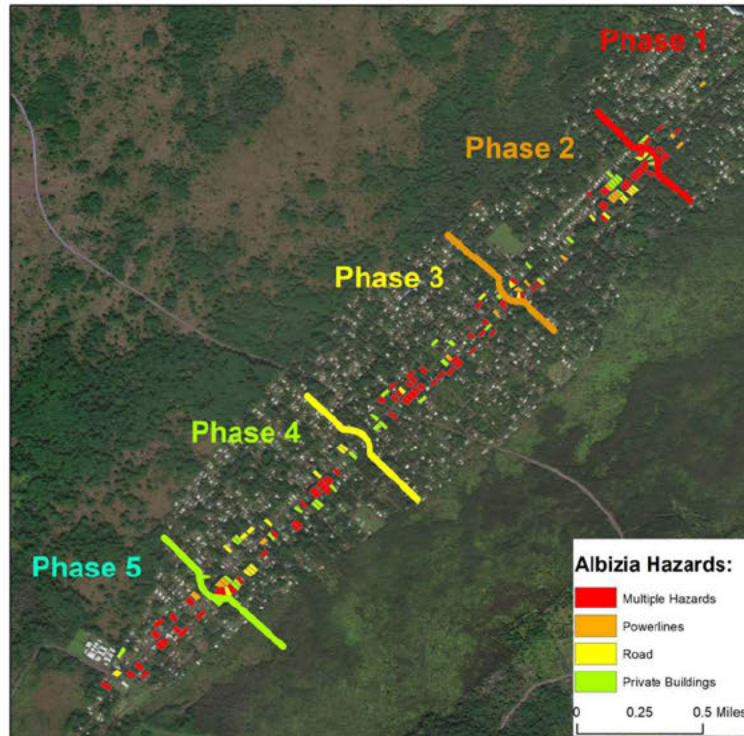 Phase 1
Phase 2
Phase 3
Phase 4
Phase 5
Albizia Hazards:
Multiple Hazards
Powerlines
Road
Private Buildings
0 0.25 0.5 Miles